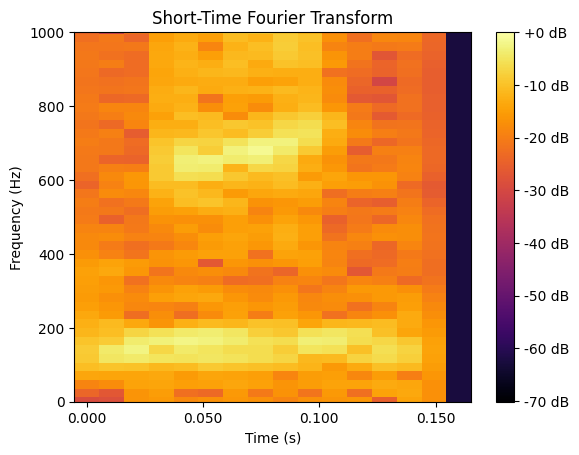 Short-Time Fourier Transform
1000
800
600
400
200
0
Frequency (Hz)
0.000
0.050
0.100
0.150
Time (s)
+0 dB
-10 dB
-20 dB
-30 dB
-40 dB
-50 dB
-60 dB
-70 dB